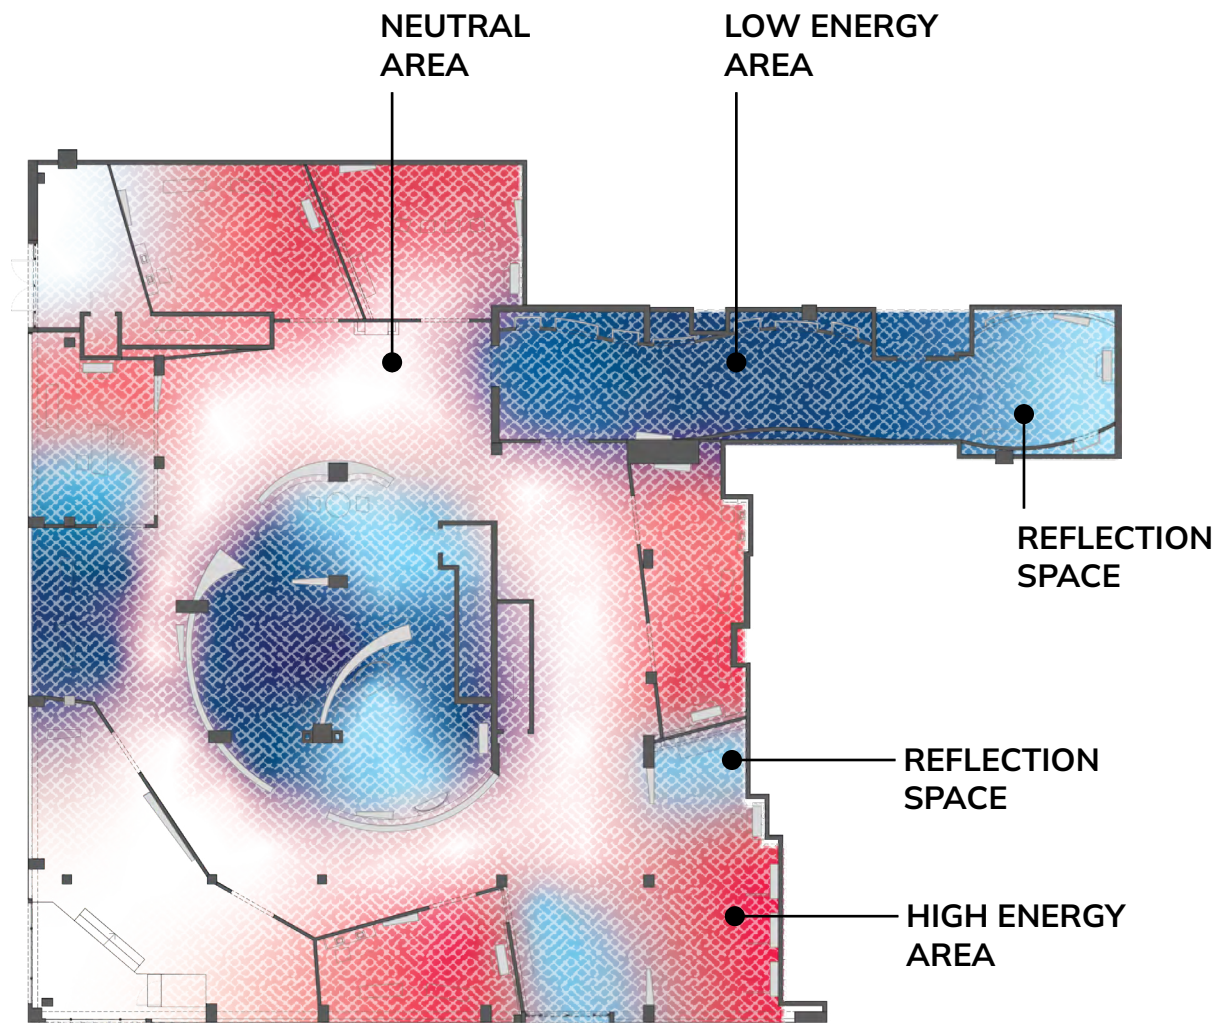 NEUTRAL
AREA
LOW ENERGY
AREA
REFLECTION
SPACE
REFLECTION
SPACE
HIGH ENERGY
AREA